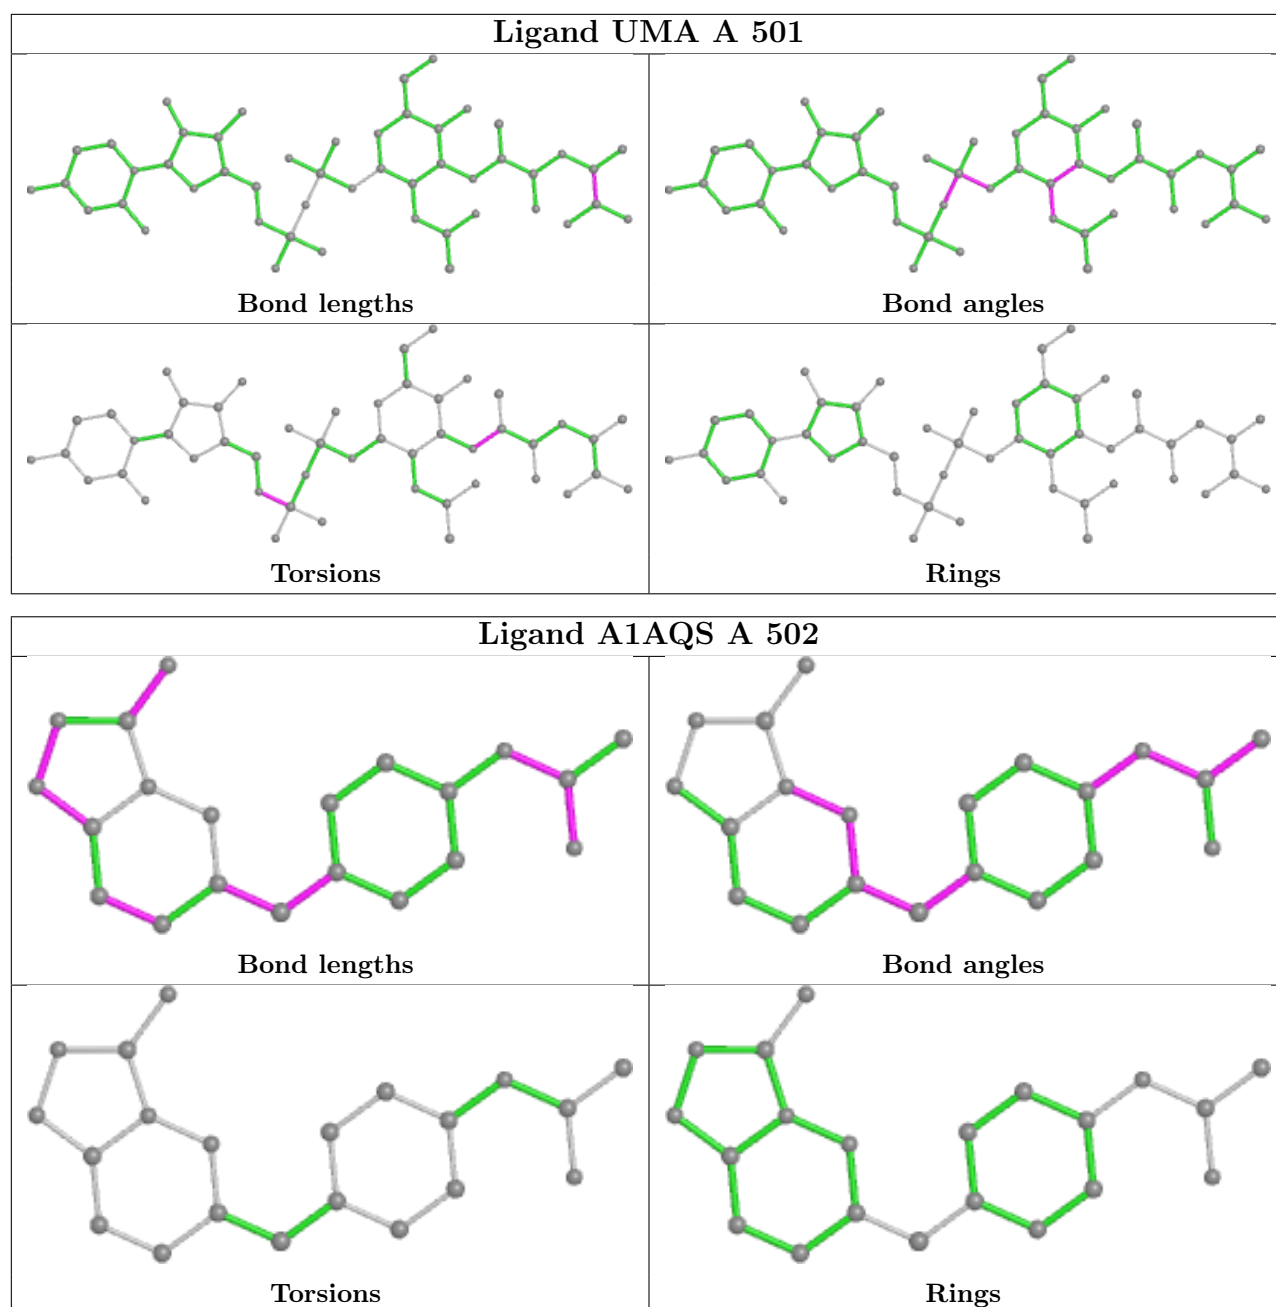 Ligand UMA A 501
Bond lengths
Bond angles
Torsions
Rings
Ligand A1AQS A 502
Bond lengths
Bond angles
Torsions
Rings